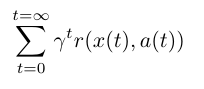 t=∞
∑ γᵗr(x(t), a(t))
t=0